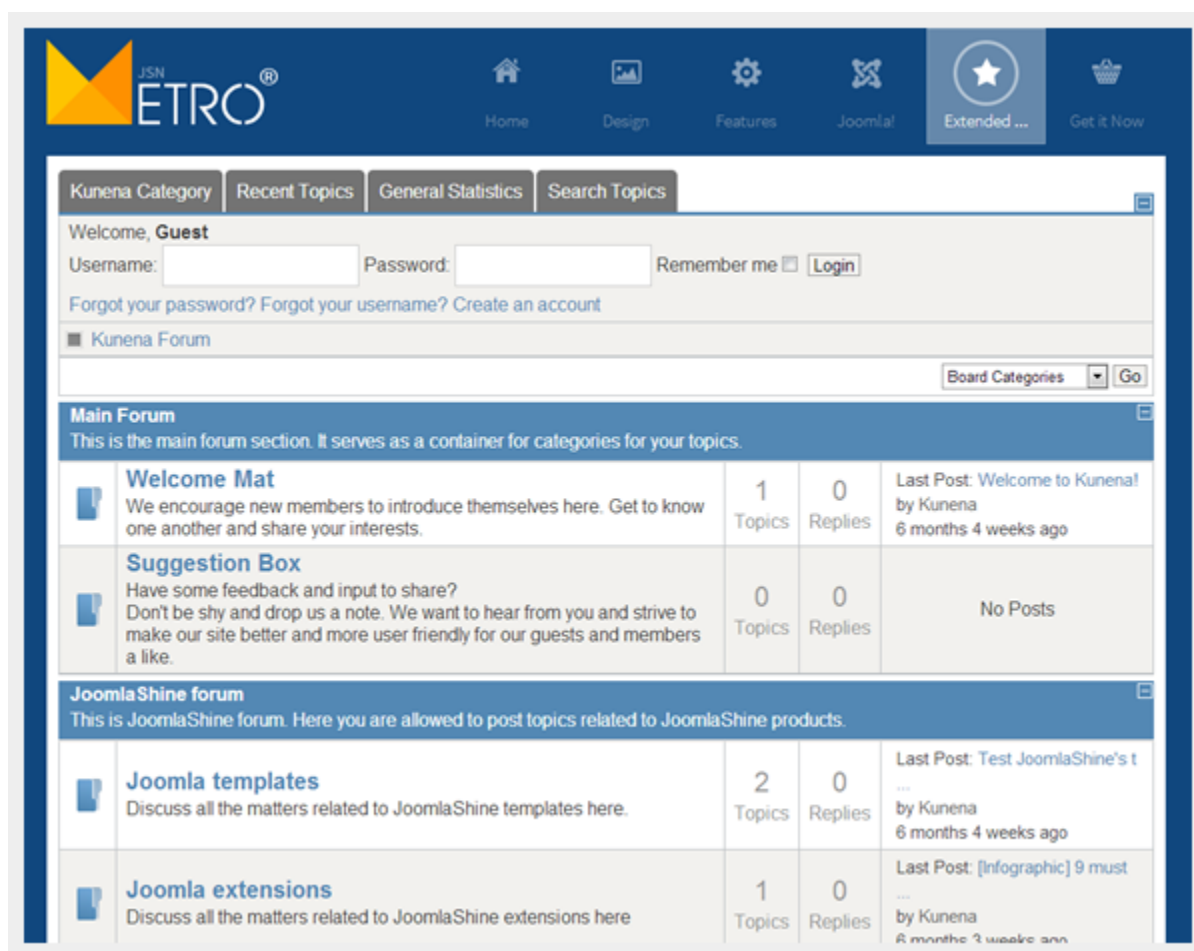 JSN
ETRO®
Home
Design
Features
Joomla!
Extended ...
Get it Now
Kunena Category
Recent Topics
General Statistics
Search Topics
Welcome, Guest
Username:
Password:
Remember me
Login
Forgot your password? Forgot your username? Create an account
Kunena Forum
Board Categories
Go
Main Forum
This is the main forum section. It serves as a container for categories for your topics.
Welcome Mat
We encourage new members to introduce themselves here. Get to know
one another and share your interests.
1
Topics
0
Replies
Last Post: Welcome to Kunena!
by Kunena
6 months 4 weeks ago
Suggestion Box
Have some feedback and input to share?
Don't be shy and drop us a note. We want to hear from you and strive to
make our site better and more user friendly for our guests and members
a like.
0
Topics
0
Replies
No Posts
JoomlaShine forum
This is JoomlaShine forum. Here you are allowed to post topics related to JoomlaShine products.
Joomla templates
Discuss all the matters related to JoomlaShine templates here.
2
Topics
0
Replies
Last Post: Test JoomlaShine's t
...
by Kunena
6 months 4 weeks ago
Joomla extensions
Discuss all the matters related to JoomlaShine extensions here
1
Topics
0
Replies
Last Post: [Infographic] 9 must
...
by Kunena
6 months 3 weeks ago